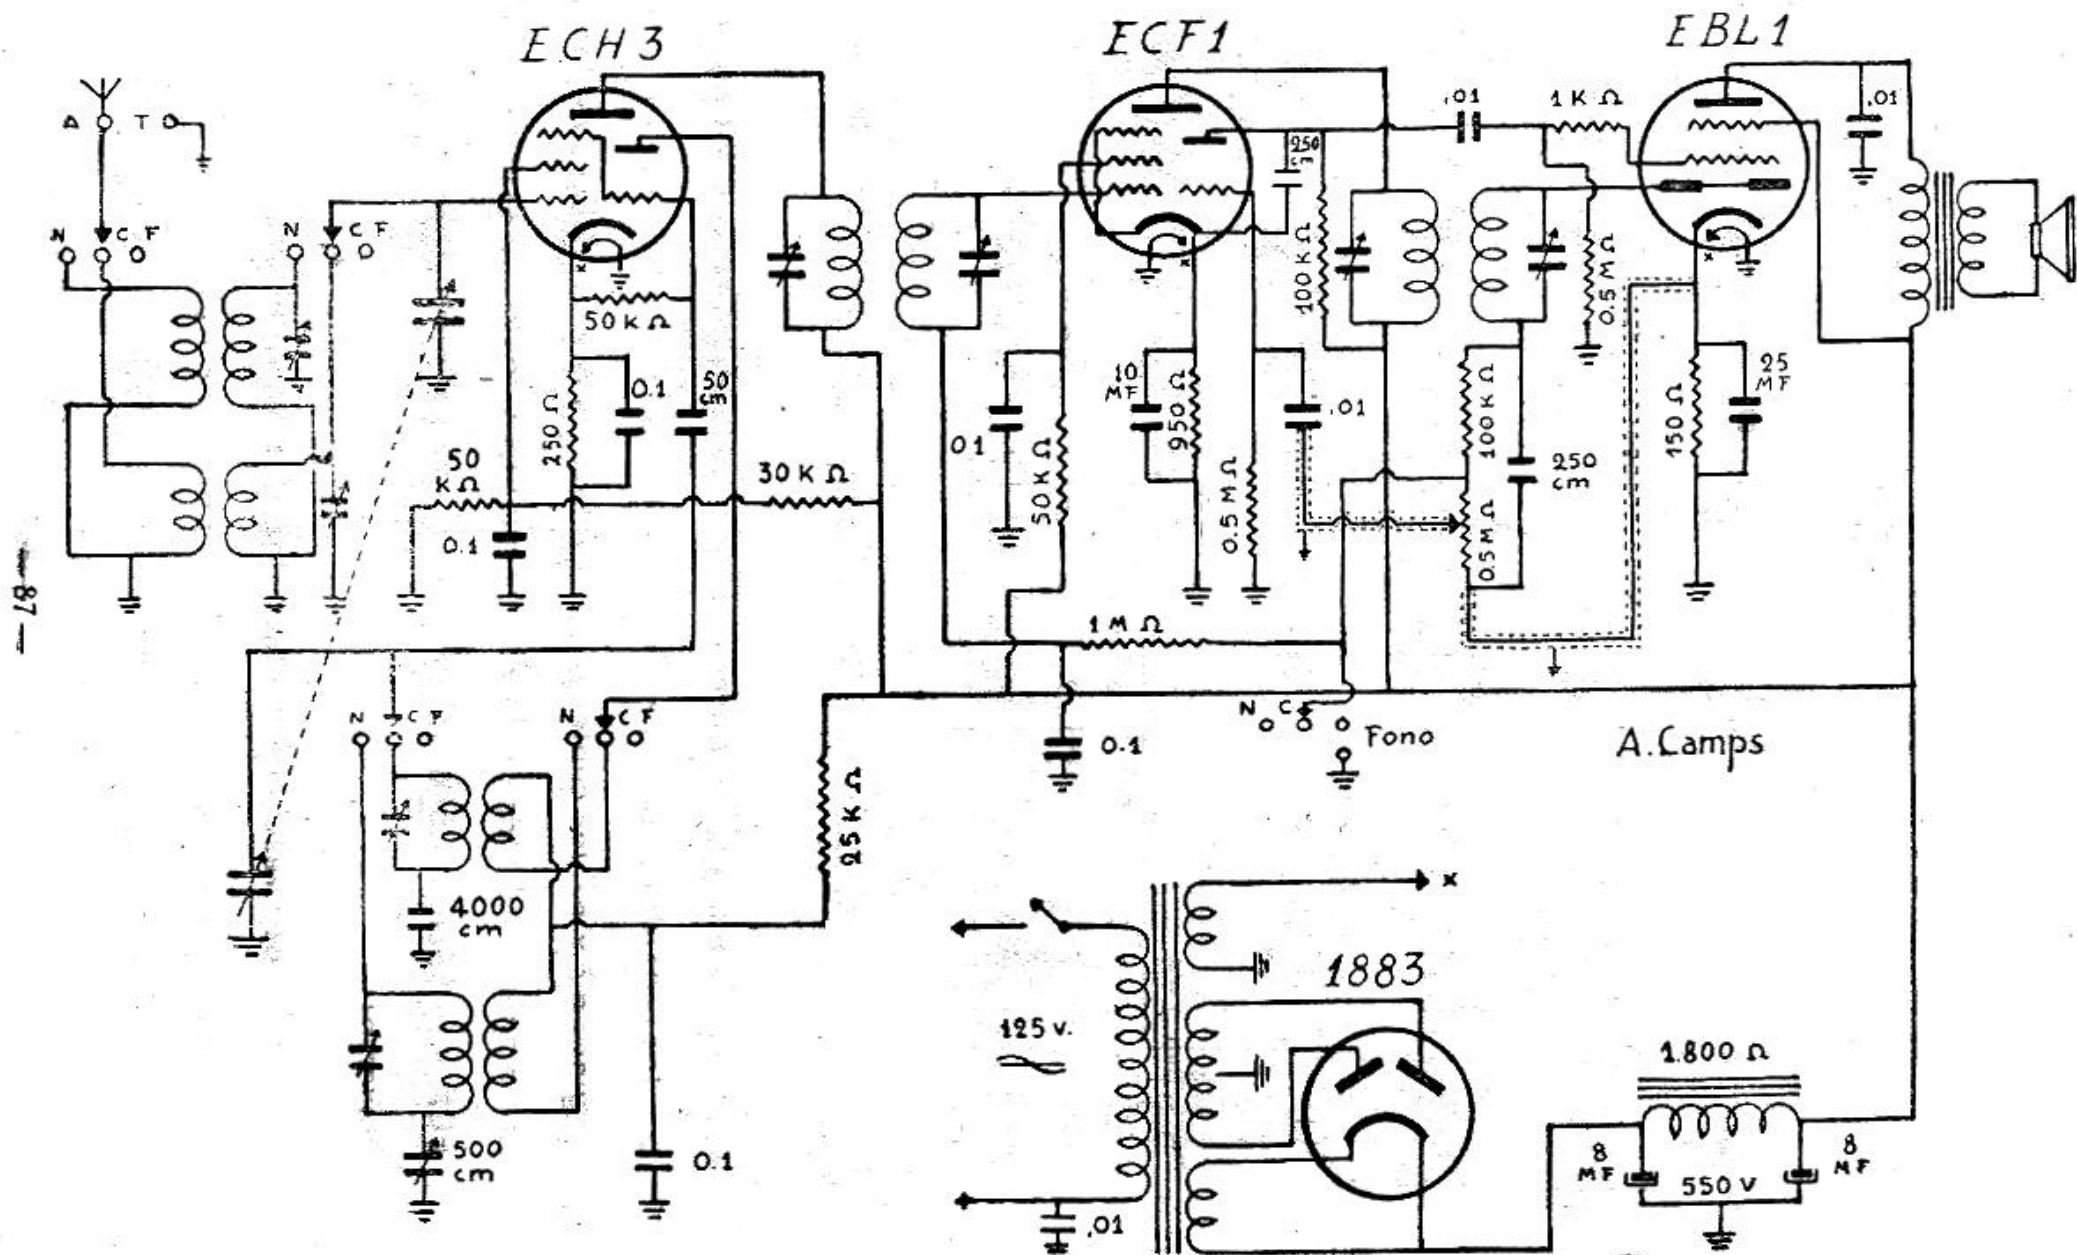 ECH3
ECF1
EBL1
A T
N C F
N C F
50 KΩ
250 Ω
0.1
50 cm
50 KΩ
30 K Ω
0.1
250 cm
100 K Ω
.01
1 K Ω
.01
0.5 M Ω
01
50 K Ω
10 MF
950 Ω
0.5 M Ω
.01
100 K Ω
250 cm
0.5 M Ω
150 Ω
25 MF
1 M Ω
N C F
N C F
4000 cm
25 K Ω
500 cm
0.1
0.1
N C
Fono
A.Camps
x
125 v.
.01
1883
1.800 Ω
8 MF
550 V
8 MF
— 87 —